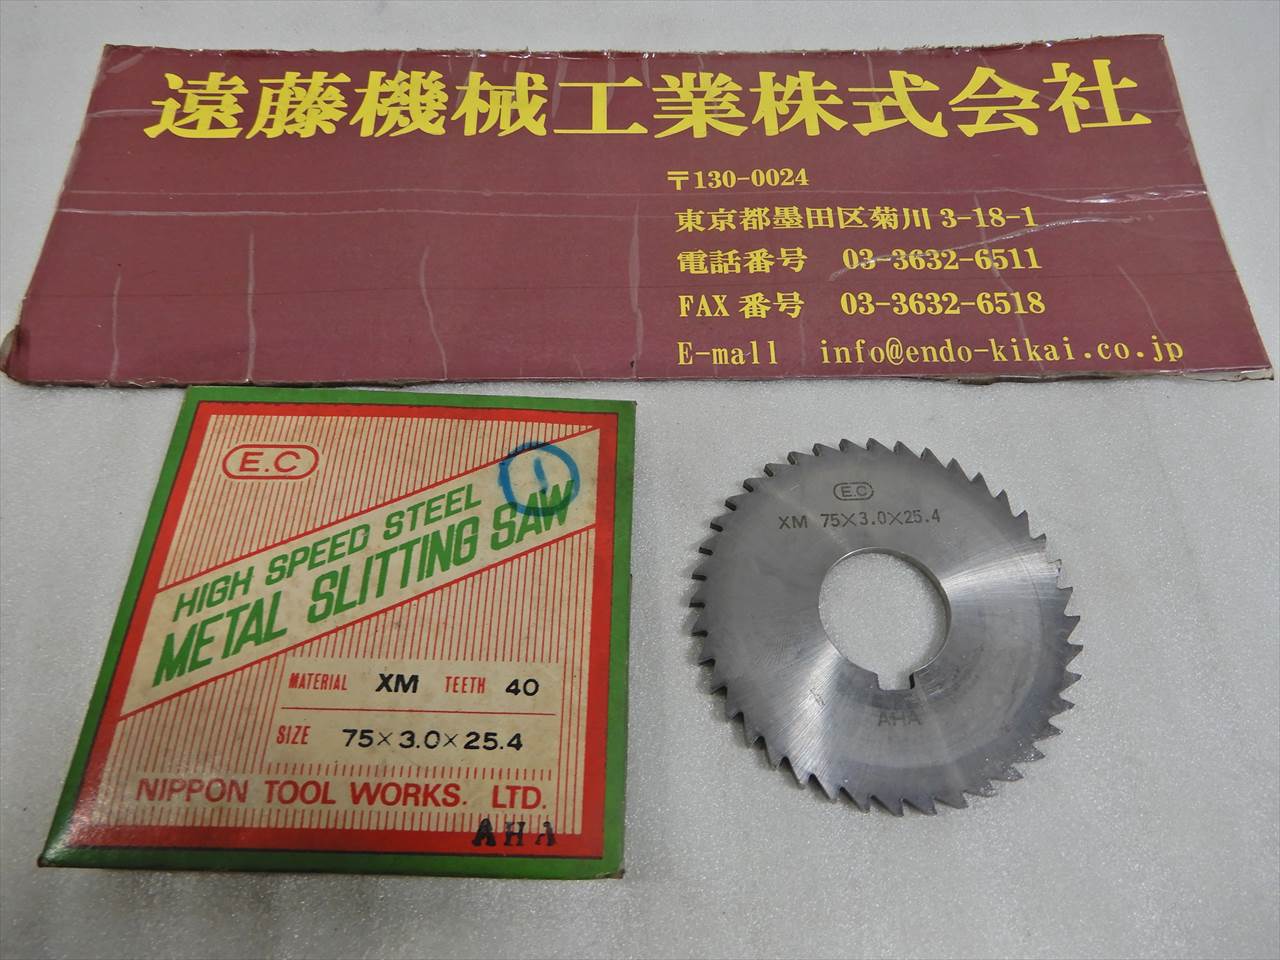 遠藤機械工業株式会社
〒130-0024
東京都墨田区菊川 3-18-1
電話番号 03-3632-6511
FAX 番号 03-3632-6518
E-mall info@endo-kikai.co.jp
E.C
1
HIGH SPEED STEEL
METAL SLITTING SAW
MATERIAL XM TEETH 40
SIZE 75×3.0×25.4
NIPPON TOOL WORKS. LTD.
AHA
E.C
XM 75×3.0×25.4
AHA